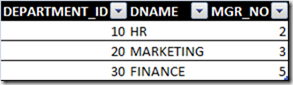 DEPARTMENT_ID DNAME MGR_NO
10 HR 2
20 MARKETING 3
30 FINANCE 5